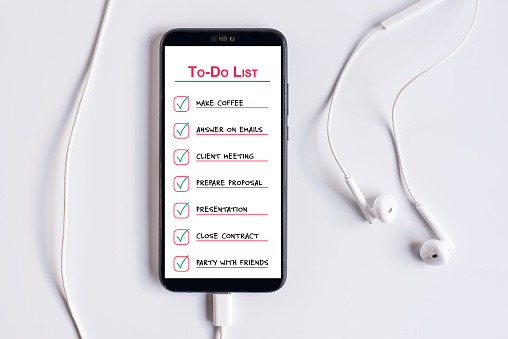 To-Do List
MAKE COFFEE
ANSWER ON EMAILS
CLIENT MEETING
PREPARE PROPOSAL
PRESENTATION
CLOSE CONTRACT
PARTY WITH FRIENDS